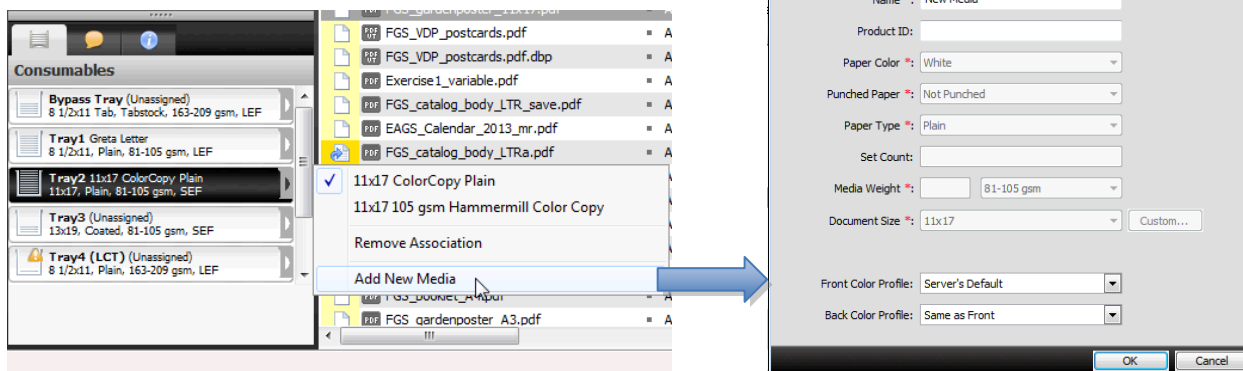 FGS_gardenposter_11x17.pdf
FGS_VDP_postcards.pdf
FGS_VDP_postcards.pdf.dbp
Exercise1_variable.pdf
FGS_catalog_body_LTR_save.pdf
EAGS_Calendar_2013_mr.pdf
FGS_catalog_body_LTRa.pdf
Consumables
Bypass Tray (Unassigned)
8 1/2x11 Tab, Tabstock, 163-209 gsm, LEF
Tray1 Greta Letter
8 1/2x11, Plain, 81-105 gsm, LEF
Tray2 11x17 ColorCopy Plain
11x17, Plain, 81-105 gsm, SEF
Tray3 (Unassigned)
13x19, Coated, 81-105 gsm, SEF
Tray4 (LCT) (Unassigned)
8 1/2x11, Plain, 163-209 gsm, LEF
11x17 ColorCopy Plain
11x17 105 gsm Hammermill Color Copy
Remove Association
Add New Media
FGS_booklet_A4.pdf
FGS_gardenposter_A3.pdf
Name *: New Media
Product ID:
Paper Color *: White
Punched Paper *: Not Punched
Paper Type *: Plain
Set Count:
Media Weight *: 81-105 gsm
Document Size *: 11x17 Custom...
Front Color Profile: Server's Default
Back Color Profile: Same as Front
OK Cancel